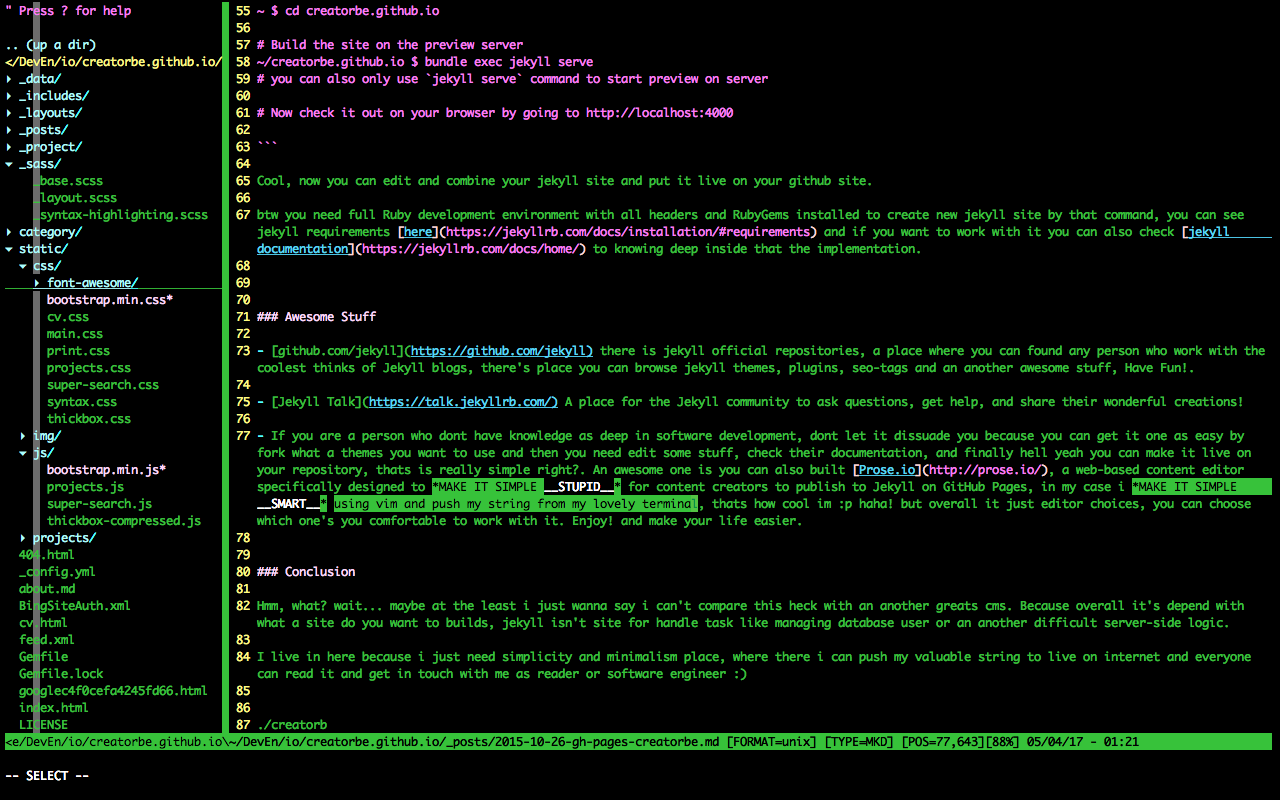 " Press ? for help
.. (up a dir)
</DevEn/io/creatorbe.github.io/
▸ _data/
▸ _includes/
▸ _layouts/
▸ _posts/
▸ _project/
▾ _sass/
_base.scss
_layout.scss
_syntax-highlighting.scss
▸ category/
▾ static/
▾ css/
▸ font-awesome/
bootstrap.min.css*
cv.css
main.css
print.css
projects.css
super-search.css
syntax.css
thickbox.css
▸ img/
▾ js/
bootstrap.min.js*
projects.js
super-search.js
thickbox-compressed.js
▸ projects/
404.html
_config.yml
about.md
BingSiteAuth.xml
cv.html
feed.xml
Gemfile
Gemfile.lock
googlec4f0cefa4245fd66.html
index.html
LICENSE
55 ~ $ cd creatorbe.github.io
56
57 # Build the site on the preview server
58 ~/creatorbe.github.io $ bundle exec jekyll serve
59 # you can also only use `jekyll serve` command to start preview on server
60
61 # Now check it out on your browser by going to http://localhost:4000
62
63 ```
64
65 Cool, now you can edit and combine your jekyll site and put it live on your github site.
66
67 btw you need full Ruby development environment with all headers and RubyGems installed to create new jekyll site by that command, you can see
jekyll requirements [here](https://jekyllrb.com/docs/installation/#requirements) and if you want to work with it you can also check [jekyll
documentation](https://jekyllrb.com/docs/home/) to knowing deep inside that the implementation.
68
69
70
71 ### Awesome Stuff
72
73 - [github.com/jekyll](https://github.com/jekyll) there is jekyll official repositories, a place where you can found any person who work with the
coolest thinks of Jekyll blogs, there's place you can browse jekyll themes, plugins, seo-tags and an another awesome stuff, Have Fun!.
74
75 - [Jekyll Talk](https://talk.jekyllrb.com/) A place for the Jekyll community to ask questions, get help, and share their wonderful creations!
76
77 - If you are a person who dont have knowledge as deep in software development, dont let it dissuade you because you can get it one as easy by
fork what a themes you want to use and then you need edit some stuff, check their documentation, and finally hell yeah you can make it live on
your repository, thats is really simple right?. An awesome one is you can also built [Prose.io](http://prose.io/), a web-based content editor
specifically designed to *MAKE IT SIMPLE __STUPID__* for content creators to publish to Jekyll on GitHub Pages, in my case i *MAKE IT SIMPLE
__SMART__* using vim and push my string from my lovely terminal, thats how cool im :p haha! but overall it just editor choices, you can choose
which one's you comfortable to work with it. Enjoy! and make your life easier.
78
79
80 ### Conclusion
81
82 Hmm, what? wait... maybe at the least i just wanna say i can't compare this heck with an another greats cms. Because overall it's depend with
what a site do you want to builds, jekyll isn't site for handle task like managing database user or an another difficult server-side logic.
83
84 I live in here because i just need simplicity and minimalism place, where there i can push my valuable string to live on internet and everyone
can read it and get in touch with me as reader or software engineer :)
85
86
87 ./creatorb
<e/DevEn/io/creatorbe.github.io\~/DevEn/io/creatorbe.github.io/_posts/2015-10-26-gh-pages-creatorbe.md [FORMAT=unix] [TYPE=MKD] [POS=77,643][88%] 05/04/17 - 01:21
-- SELECT --